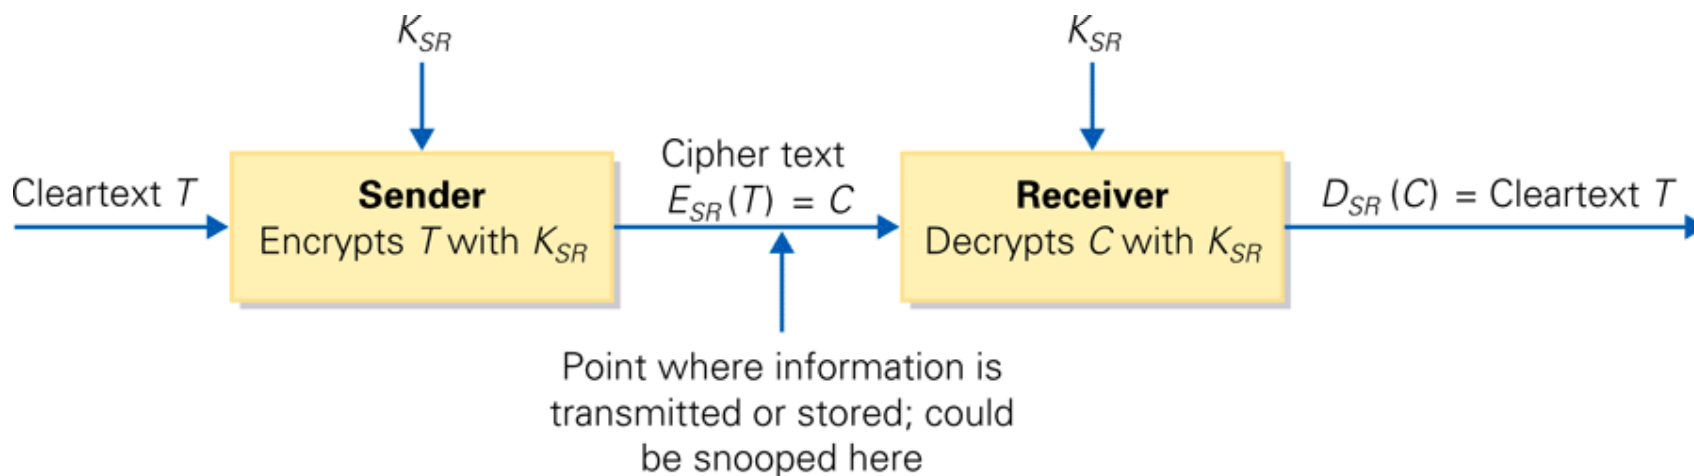 K_SR
K_SR
Cleartext T
Sender
Encrypts T with K_SR
Cipher text
E_SR (T) = C
Receiver
Decrypts C with K_SR
D_SR (C) = Cleartext T
Point where information is
transmitted or stored; could
be snooped here